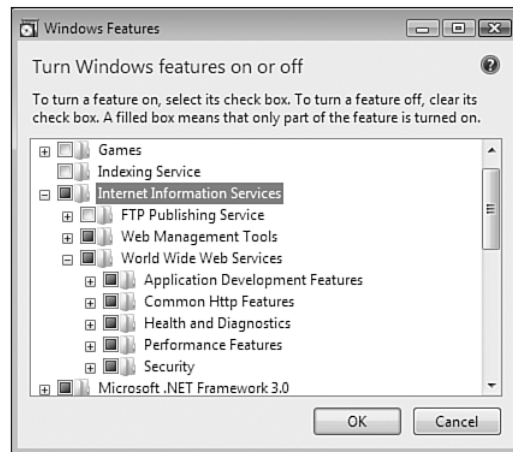 Windows Features
Turn Windows features on or off
To turn a feature on, select its check box. To turn a feature off, clear its
check box. A filled box means that only part of the feature is turned on.
Games
Indexing Service
Internet Information Services
FTP Publishing Service
Web Management Tools
World Wide Web Services
Application Development Features
Common Http Features
Health and Diagnostics
Performance Features
Security
Microsoft .NET Framework 3.0
OK Cancel